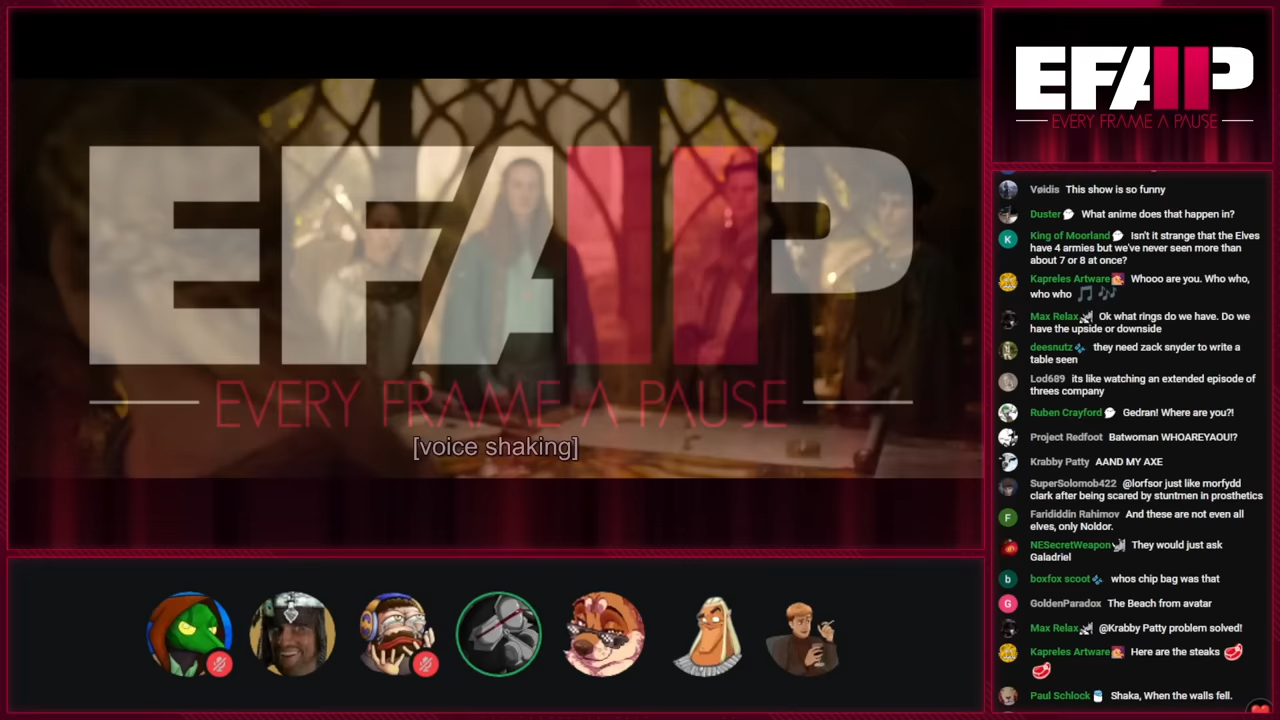 EFAP
EVERY FRAME A PAUSE
[voice shaking]
EFAP
EVERY FRAME A PAUSE
Vøidis This show is so funny
Duster What anime does that happen in?
King of Moorland Isn't it strange that the Elves
have 4 armies but we've never seen more than
about 7 or 8 at once?
Kapreles Artware Whooo are you. Who who,
who who
Max Relax Ok what rings do we have. Do we
have the upside or downside
deesnutz they need zack snyder to write a
table seen
Lod689 its like watching an extended episode of
threes company
Ruben Crayford Gedran! Where are you?!
Project Redfoot Batwoman WHOAREYAOU!?
Krabby Patty AAND MY AXE
SuperSolomob422 @lorfsor just like morfydd
clark after being scared by stuntmen in prosthetics
Farididdin Rahimov And these are not even all
elves, only Noldor.
NESecretWeapon They would just ask
Galadriel
boxfox scoot whos chip bag was that
GoldenParadox The Beach from avatar
Max Relax @Krabby Patty problem solved!
Kapreles Artware Here are the steaks
Paul Schlock Shaka, When the walls fell.
K
F
b
G